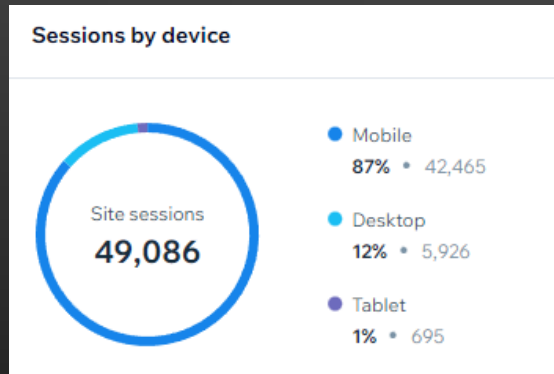 Sessions by device
Site sessions
49,086
Mobile
87% • 42,465
Desktop
12% • 5,926
Tablet
1% • 695